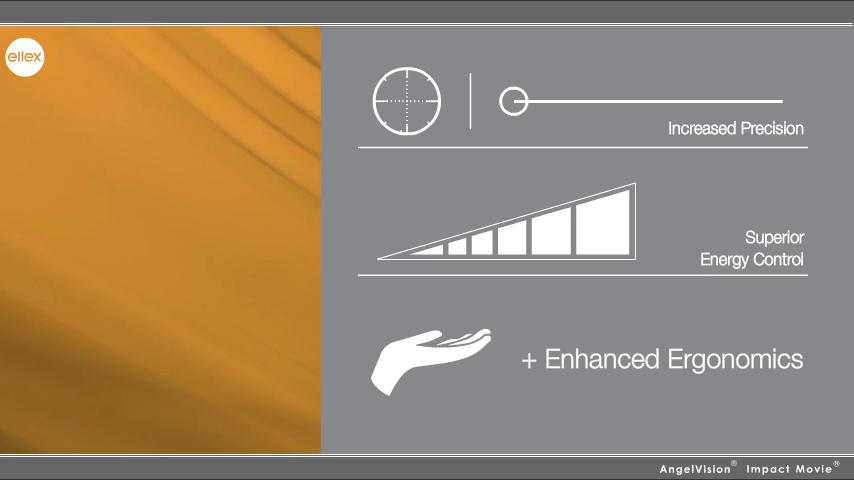 ellex
Increased Precision
Superior
Energy Control
+ Enhanced Ergonomics
AngelVision® Impact Movie®